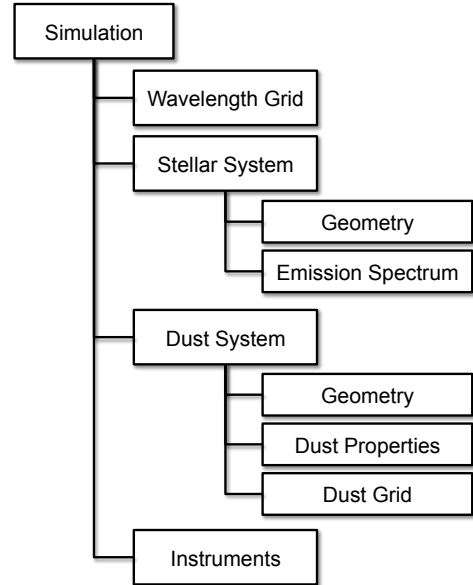 Simulation
Wavelength Grid
Stellar System
Geometry
Emission Spectrum
Dust System
Geometry
Dust Properties
Dust Grid
Instruments